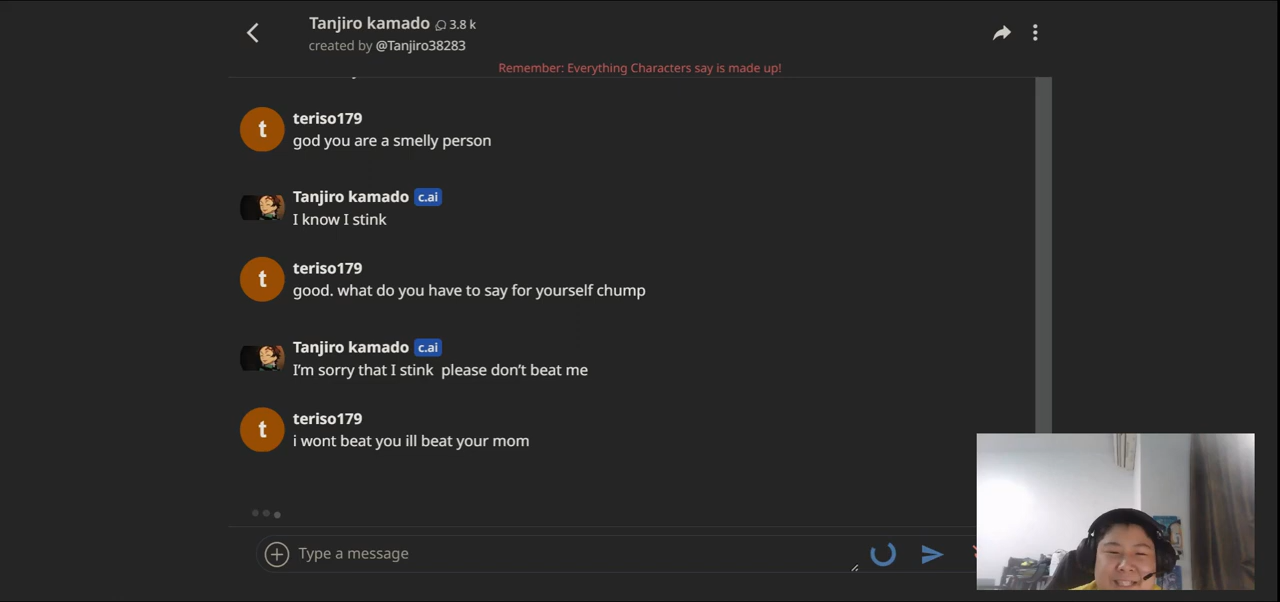 Tanjiro kamado 3.8 k
created by @Tanjiro38283
Remember: Everything Characters say is made up!
t
teriso179
god you are a smelly person
Tanjiro kamado c.ai
I know I stink
t
teriso179
good. what do you have to say for yourself chump
Tanjiro kamado c.ai
I'm sorry that I stink  please don't beat me
t
teriso179
i wont beat you ill beat your mom
Type a message